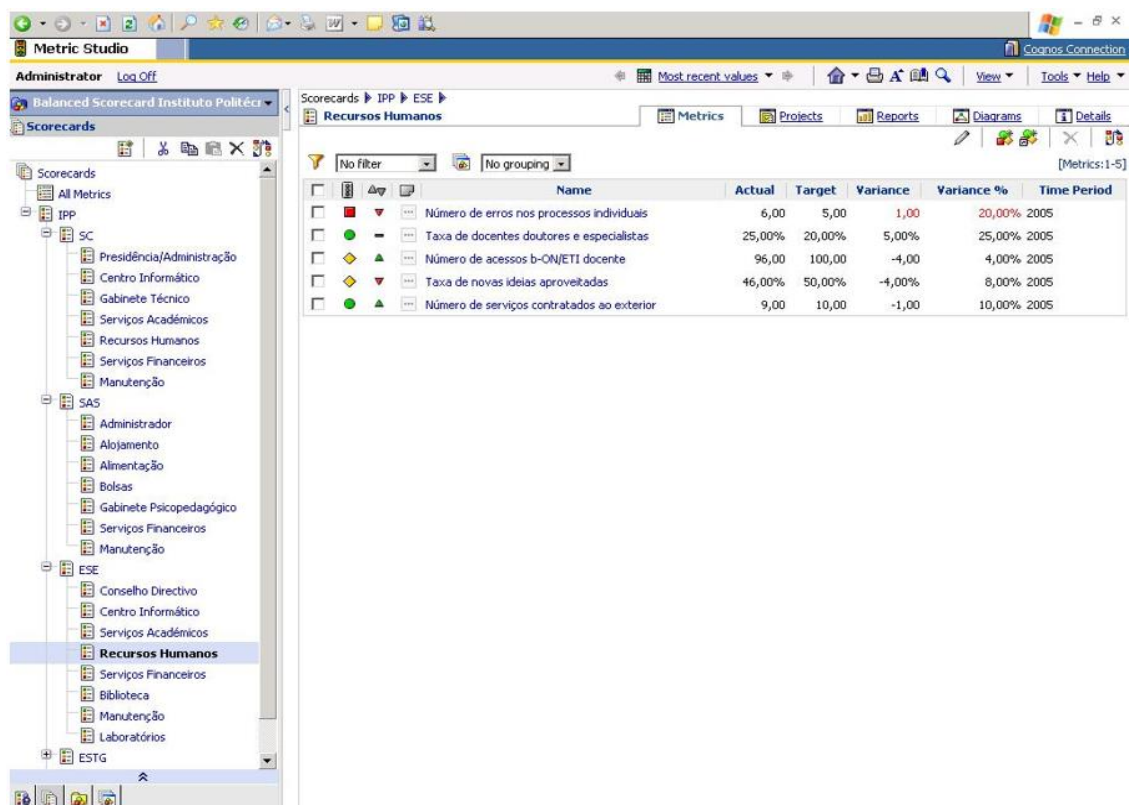 Metric Studio
Cognos Connection
Administrator Log Off
Most recent values
View Tools Help
Balanced Scorecard Instituto Politécr
Scorecards
Scorecards IPP ESE
Recursos Humanos
Metrics Projects Reports Diagrams Details
No filter No grouping
[Metrics:1-5]
Name Actual Target Variance Variance % Time Period
Número de erros nos processos individuais 6,00 5,00 1,00 20,00% 2005
Taxa de docentes doutores e especialistas 25,00% 20,00% 5,00% 25,00% 2005
Número de acessos b-ON/ETI docente 96,00 100,00 -4,00 4,00% 2005
Taxa de novas ideias aproveitadas 46,00% 50,00% -4,00% 8,00% 2005
Número de serviços contratados ao exterior 9,00 10,00 -1,00 10,00% 2005
Scorecards
All Metrics
IPP
SC
Presidência/Administração
Centro Informático
Gabinete Técnico
Serviços Académicos
Recursos Humanos
Serviços Financeiros
Manutenção
SAS
Administrador
Alojamento
Alimentação
Bolsas
Gabinete Psicopedagógico
Serviços Financeiros
Manutenção
ESE
Conselho Directivo
Centro Informático
Serviços Académicos
Recursos Humanos
Serviços Financeiros
Biblioteca
Manutenção
Laboratórios
ESTG